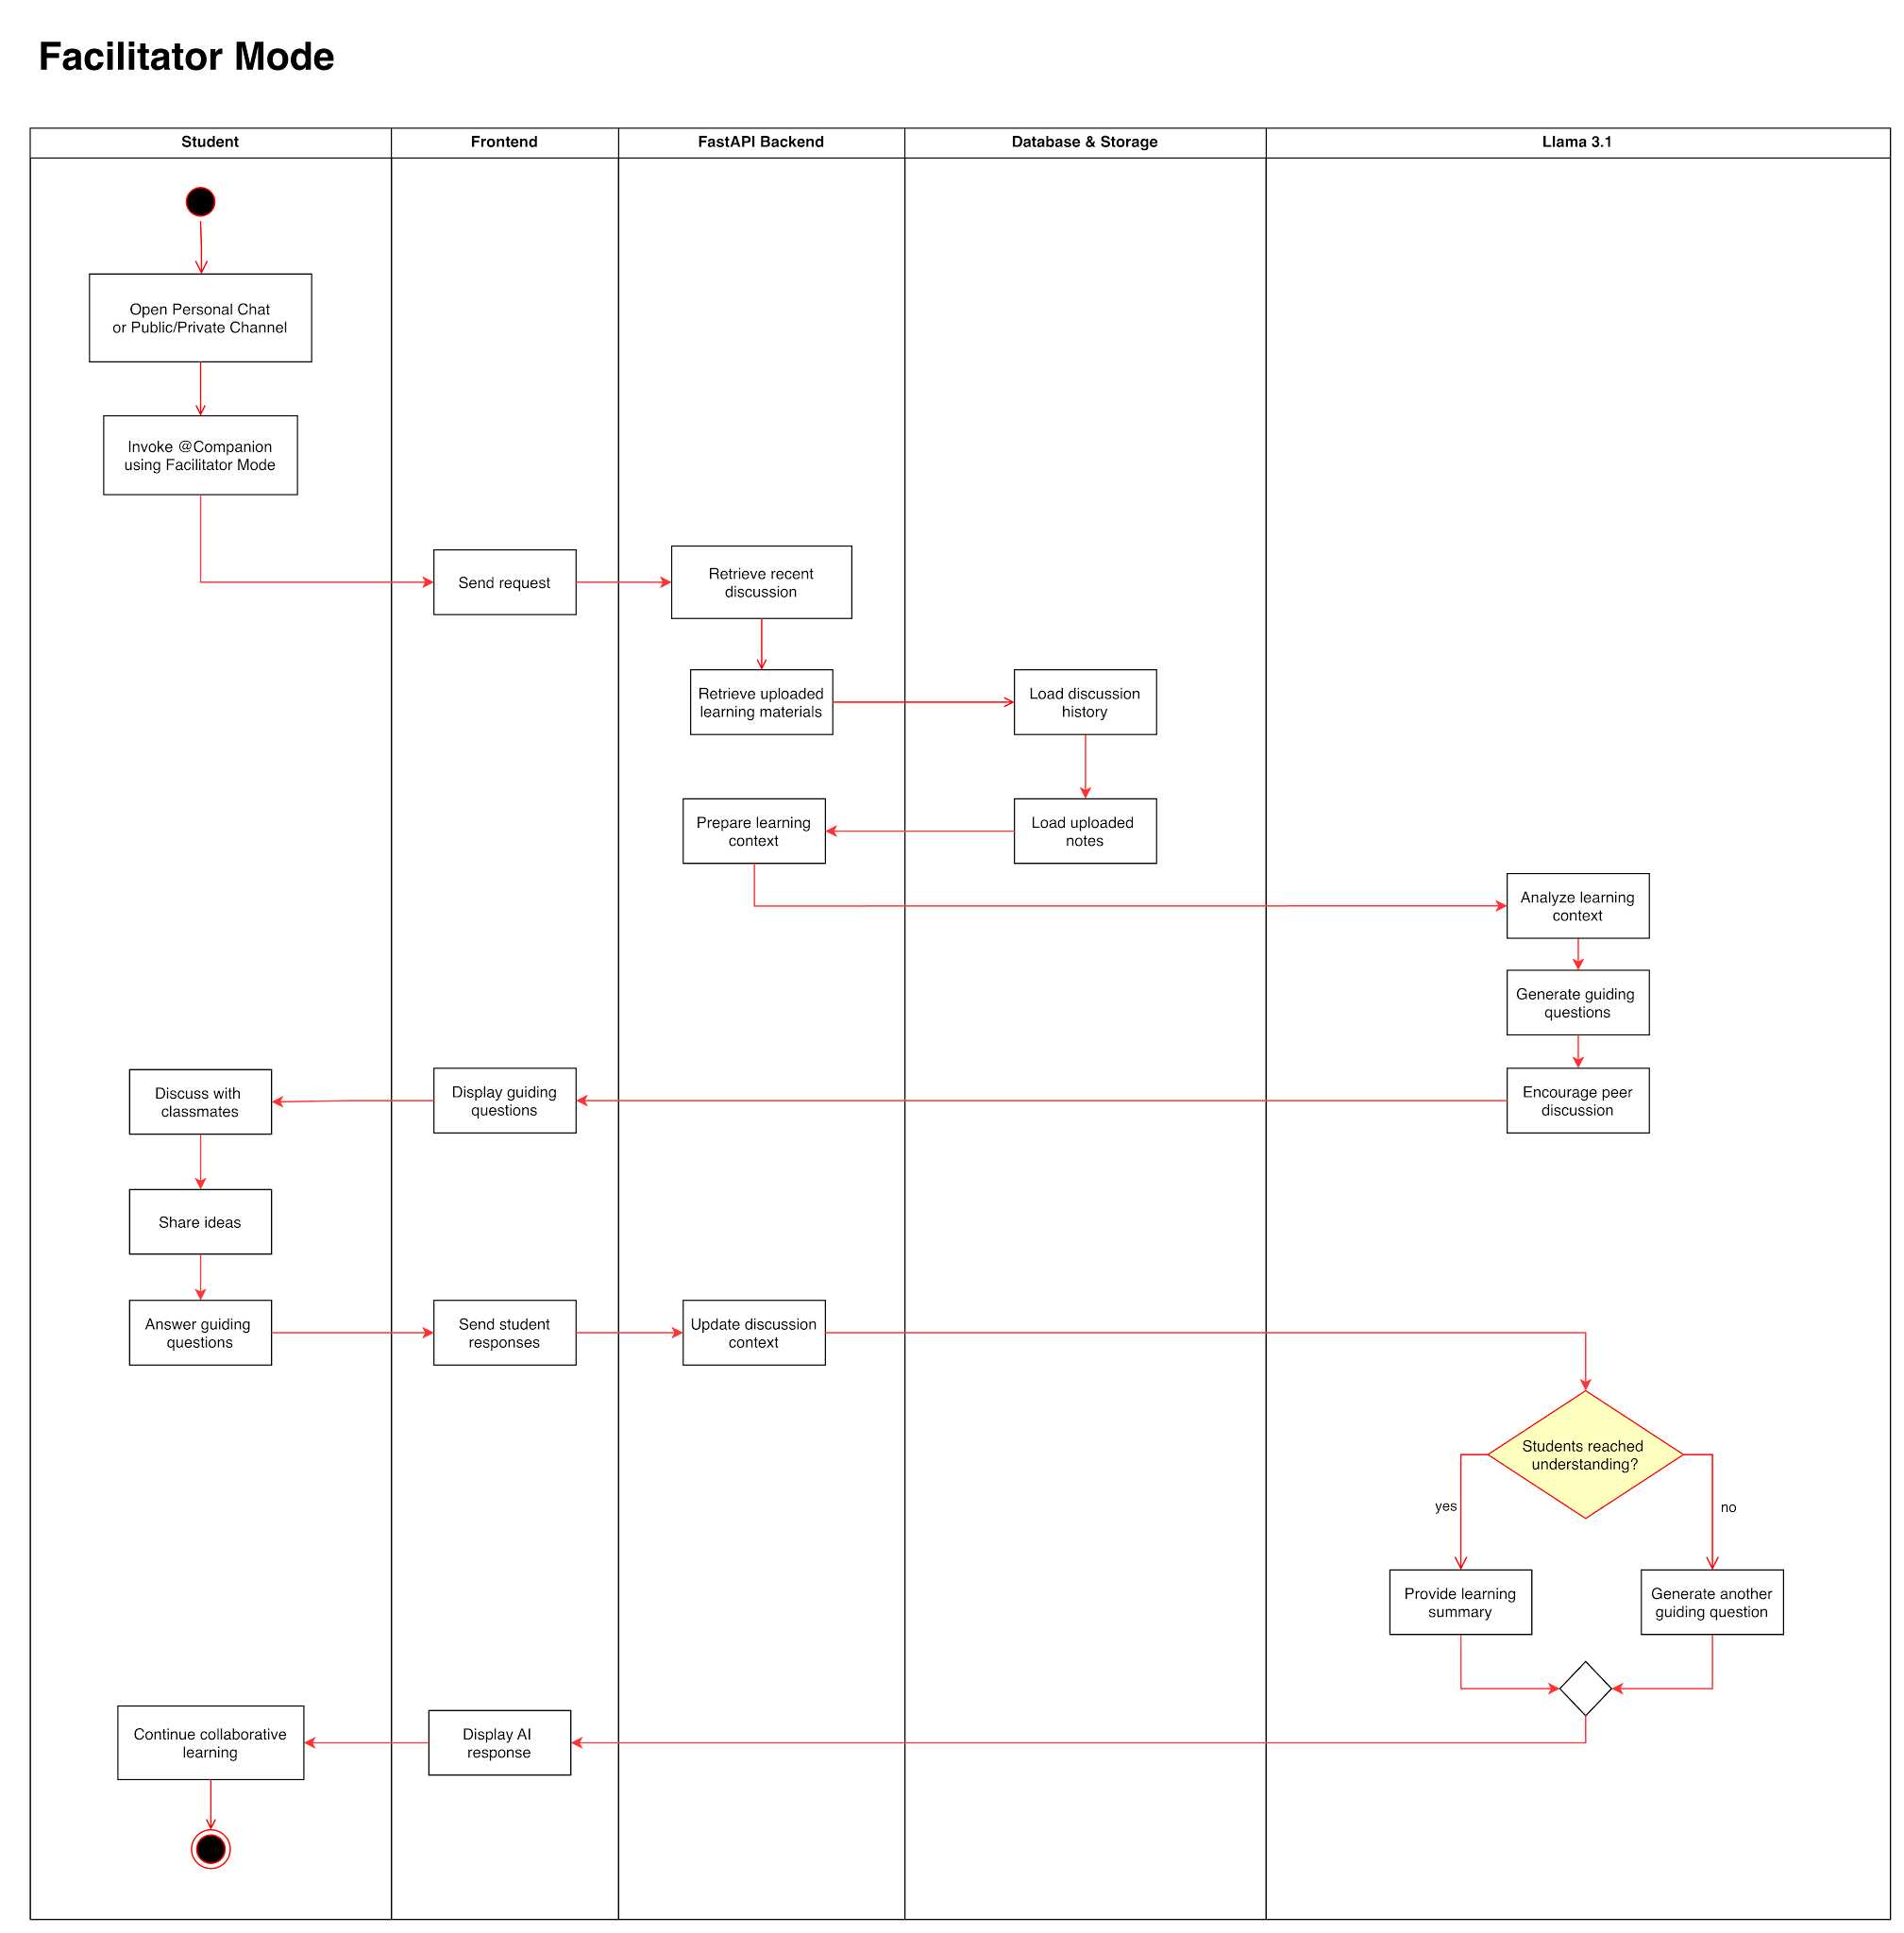 Facilitator Mode
Student
Frontend
FastAPI Backend
Database & Storage
Llama 3.1
Open Personal Chat
or Public/Private Channel
Invoke @Companion
using Facilitator Mode
Send request
Retrieve recent
discussion
Retrieve uploaded
learning materials
Load discussion
history
Prepare learning
context
Load uploaded
notes
Analyze learning
context
Generate guiding
questions
Discuss with
classmates
Display guiding
questions
Encourage peer
discussion
Share ideas
Answer guiding
questions
Send student
responses
Update discussion
context
Students reached
understanding?
yes
no
Provide learning
summary
Generate another
guiding question
Continue collaborative
learning
Display AI
response